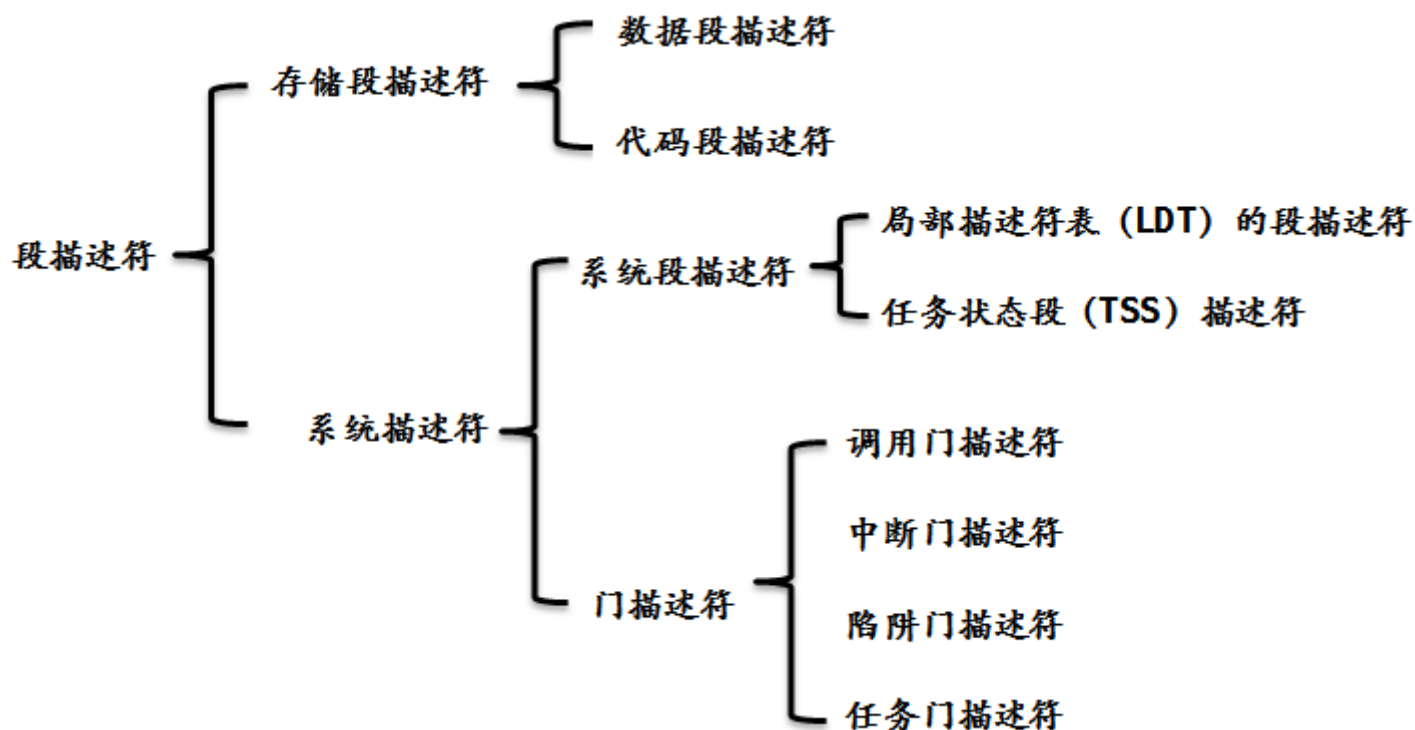 数据段描述符
存储段描述符
代码段描述符
局部描述符表（LDT）的段描述符
段描述符
系统段描述符
任务状态段（TSS）描述符
系统描述符
调用门描述符
中断门描述符
门描述符
陷阱门描述符
任务门描述符